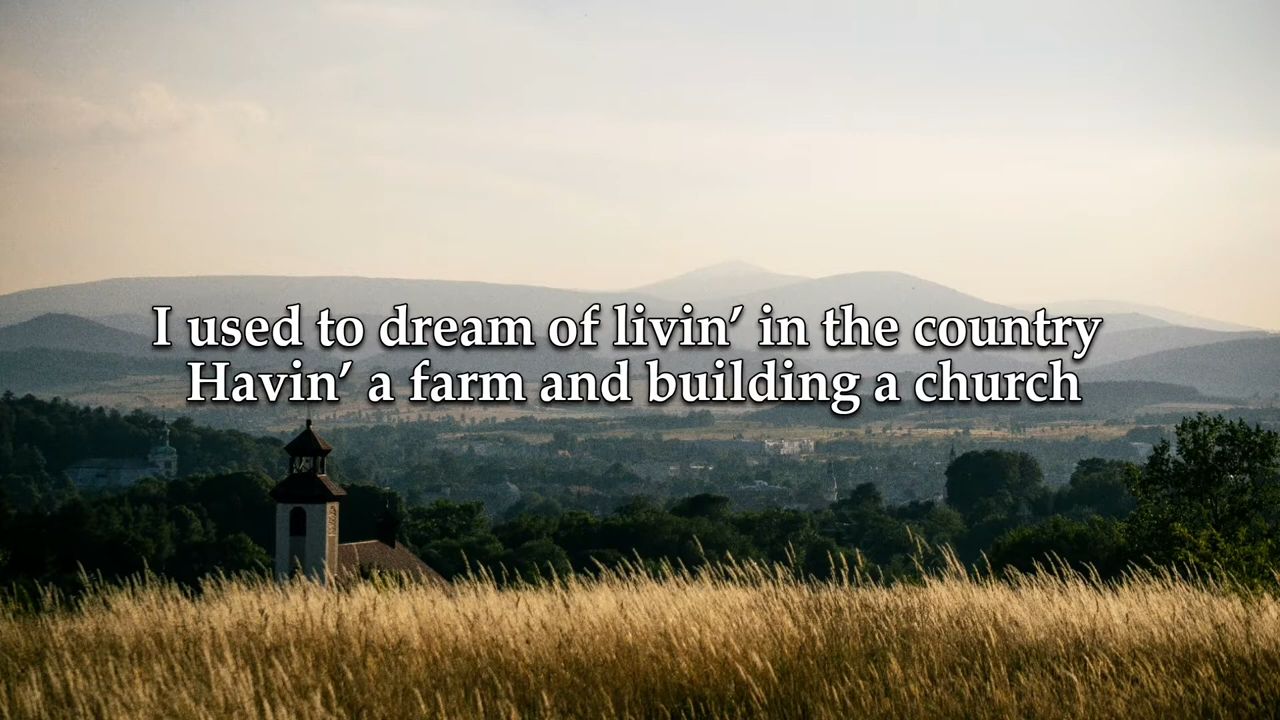 I used to dream of livin’ in the country
Havin’ a farm and building a church